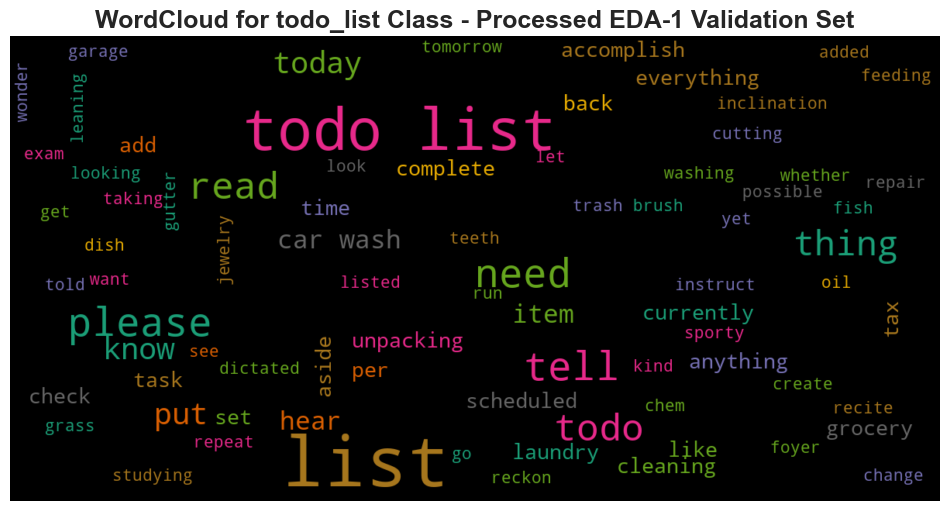 WordCloud for todo_list Class - Processed EDA-1 Validation Set
tomorrow
garage
today
accomplish
added
wonder
leaning
everything
feeding
back
inclination
todo list
cutting
exam
add
let
looking
look
complete
washing
whether
possible
repair
read
taking
gutter
get
time
trash
brush
yet
fish
dish
jewelry
car wash
teeth
thing
told
want
listed
need
run
instruct
oil
please
item
currently
tax
know
see
unpacking
sporty
aside
dictated
per
tell
kind
anything
task
create
check
put
set
hear
scheduled
chem
recite
grass
repeat
todo
grocery
list
go
laundry
like
foyer
cleaning
studying
reckon
change